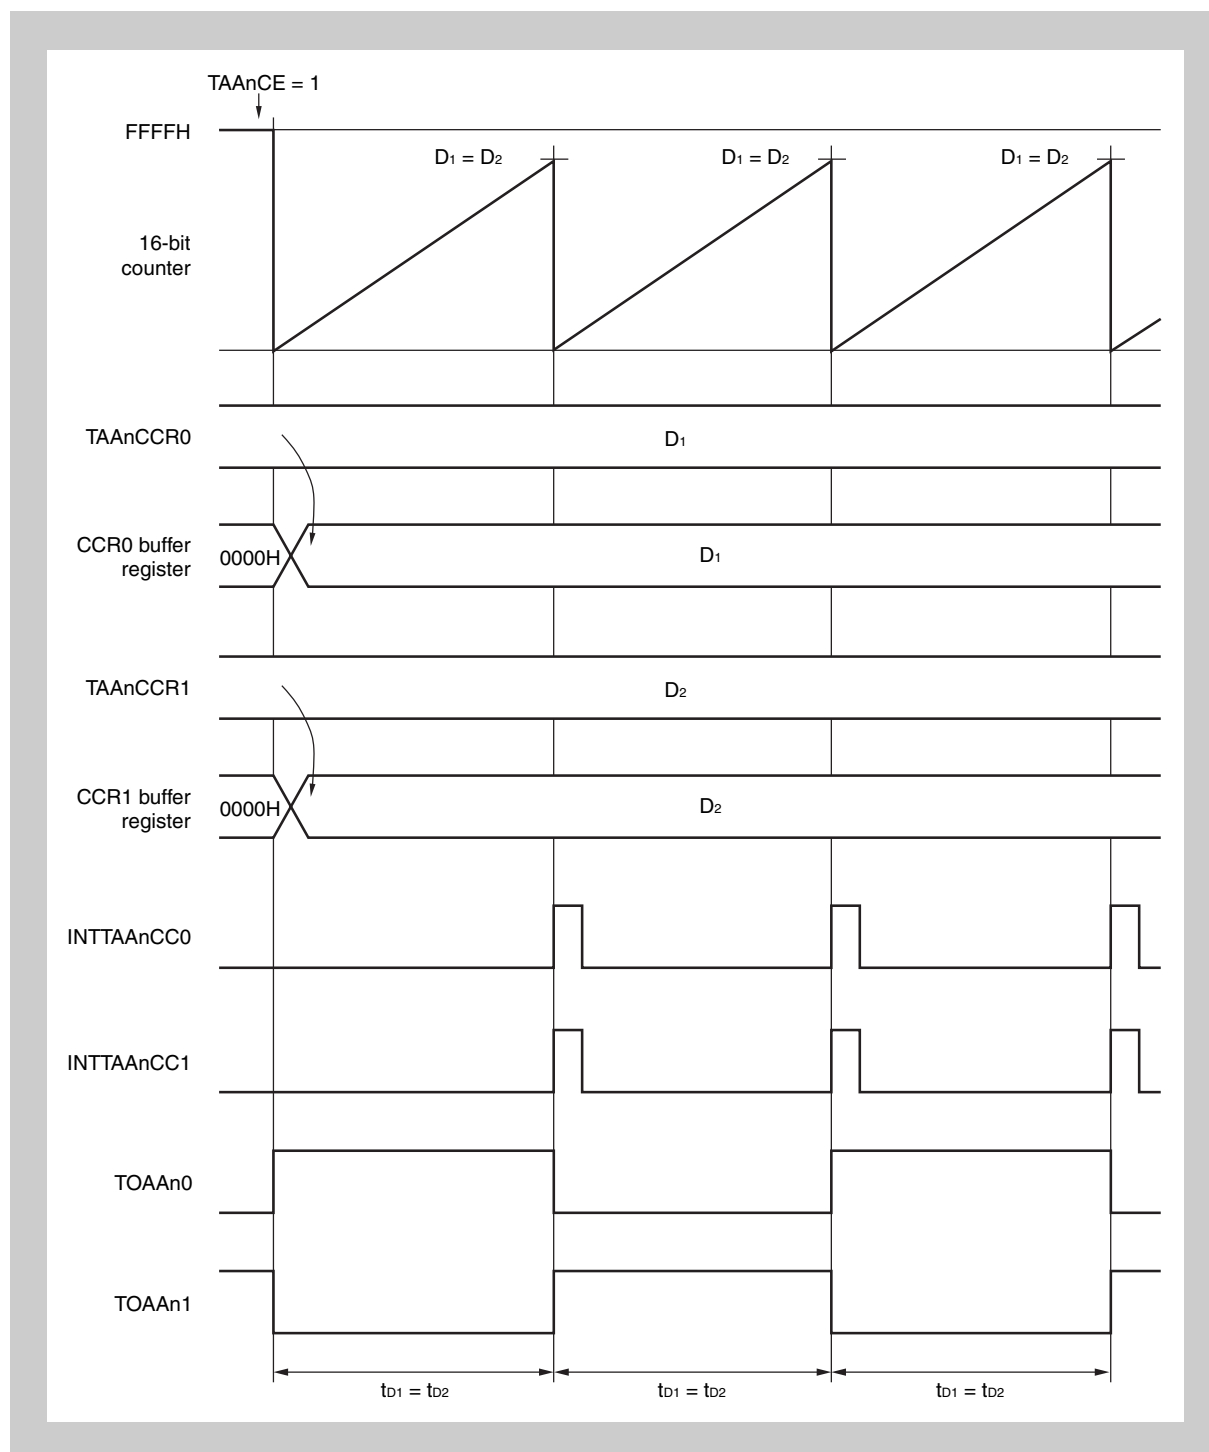 TAAnCE = 1
FFFFH
D1 = D2
D1 = D2
D1 = D2
16-bit
counter
TAAnCCR0
D1
CCR0 buffer
register
0000H
D1
TAAnCCR1
D2
CCR1 buffer
register
0000H
D2
INTTAAnCC0
INTTAAnCC1
TOAAn0
TOAAn1
tD1 = tD2
tD1 = tD2
tD1 = tD2